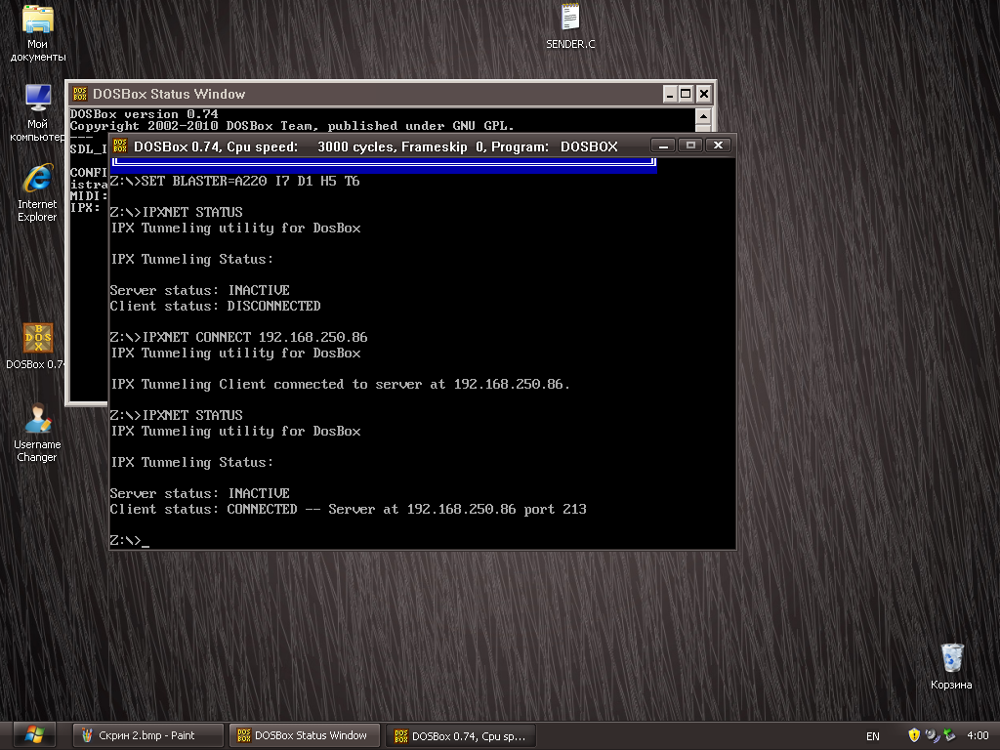 Мои
документы
SENDER.C
Мой
компьютер
Internet
Explorer
DOSBox 0.74
Username
Changer
DOSBox Status Window
DOSBox version 0.74
Copyright 2002-2010 DOSBox Team, published under GNU GPL.
---
SDL_I
CONFI
istra
MIDI:
IPX:
DOSBox 0.74, Cpu speed: 3000 cycles, Frameskip 0, Program: DOSBOX
Z:\>SET BLASTER=A220 I7 D1 H5 T6
Z:\>IPXNET STATUS
IPX Tunneling utility for DosBox
IPX Tunneling Status:
Server status: INACTIVE
Client status: DISCONNECTED
Z:\>IPXNET CONNECT 192.168.250.86
IPX Tunneling utility for DosBox
IPX Tunneling Client connected to server at 192.168.250.86.
Z:\>IPXNET STATUS
IPX Tunneling utility for DosBox
IPX Tunneling Status:
Server status: INACTIVE
Client status: CONNECTED -- Server at 192.168.250.86 port 213
Z:\>_
Корзина
Скрин 2.bmp - Paint
DOSBox Status Window
DOSBox 0.74, Cpu sp...
EN
4:00